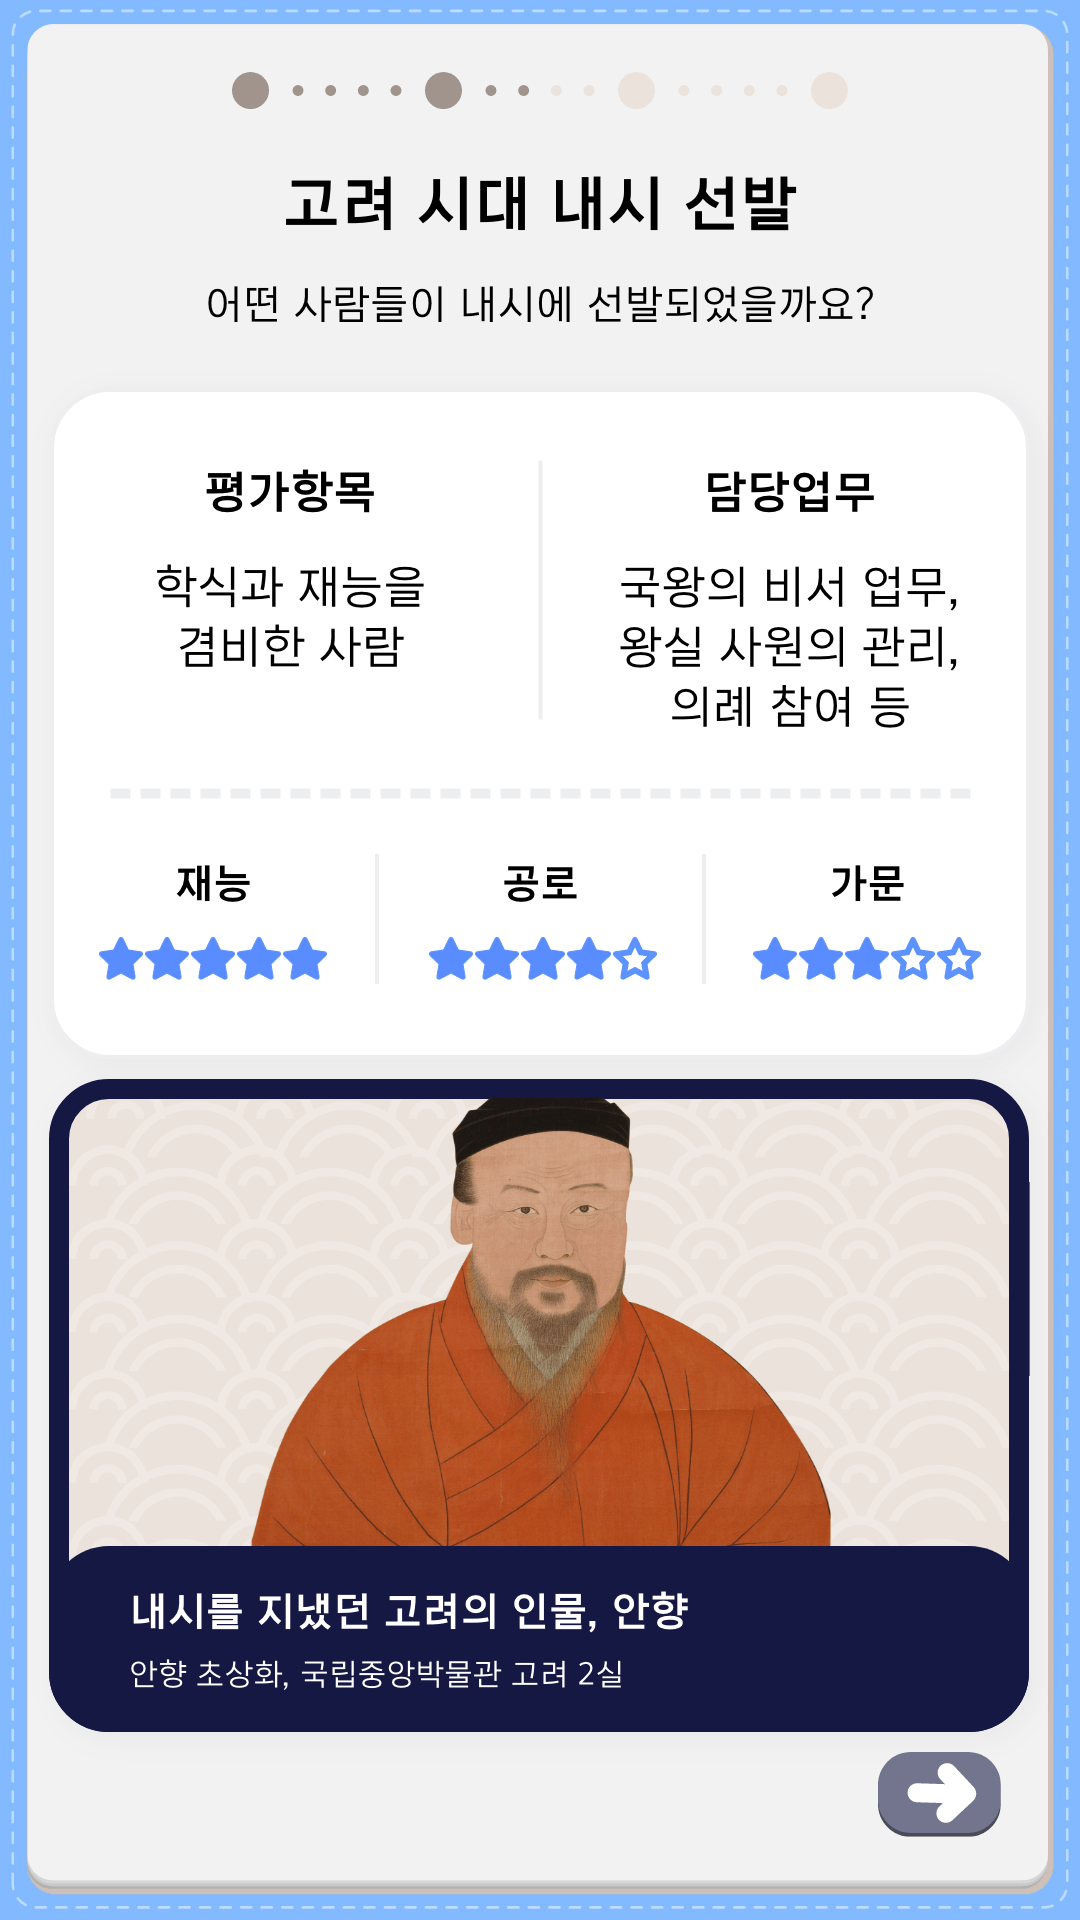 고려 시대 내시 선발
어떤 사람들이 내시에 선발되었을까요?
평가항목
학식과 재능을
겸비한 사람
담당업무
국왕의 비서 업무,
왕실 사원의 관리,
의례 참여 등
재능
공로
가문
내시를 지냈던 고려의 인물, 안향
안향 초상화, 국립중앙박물관 고려 2실